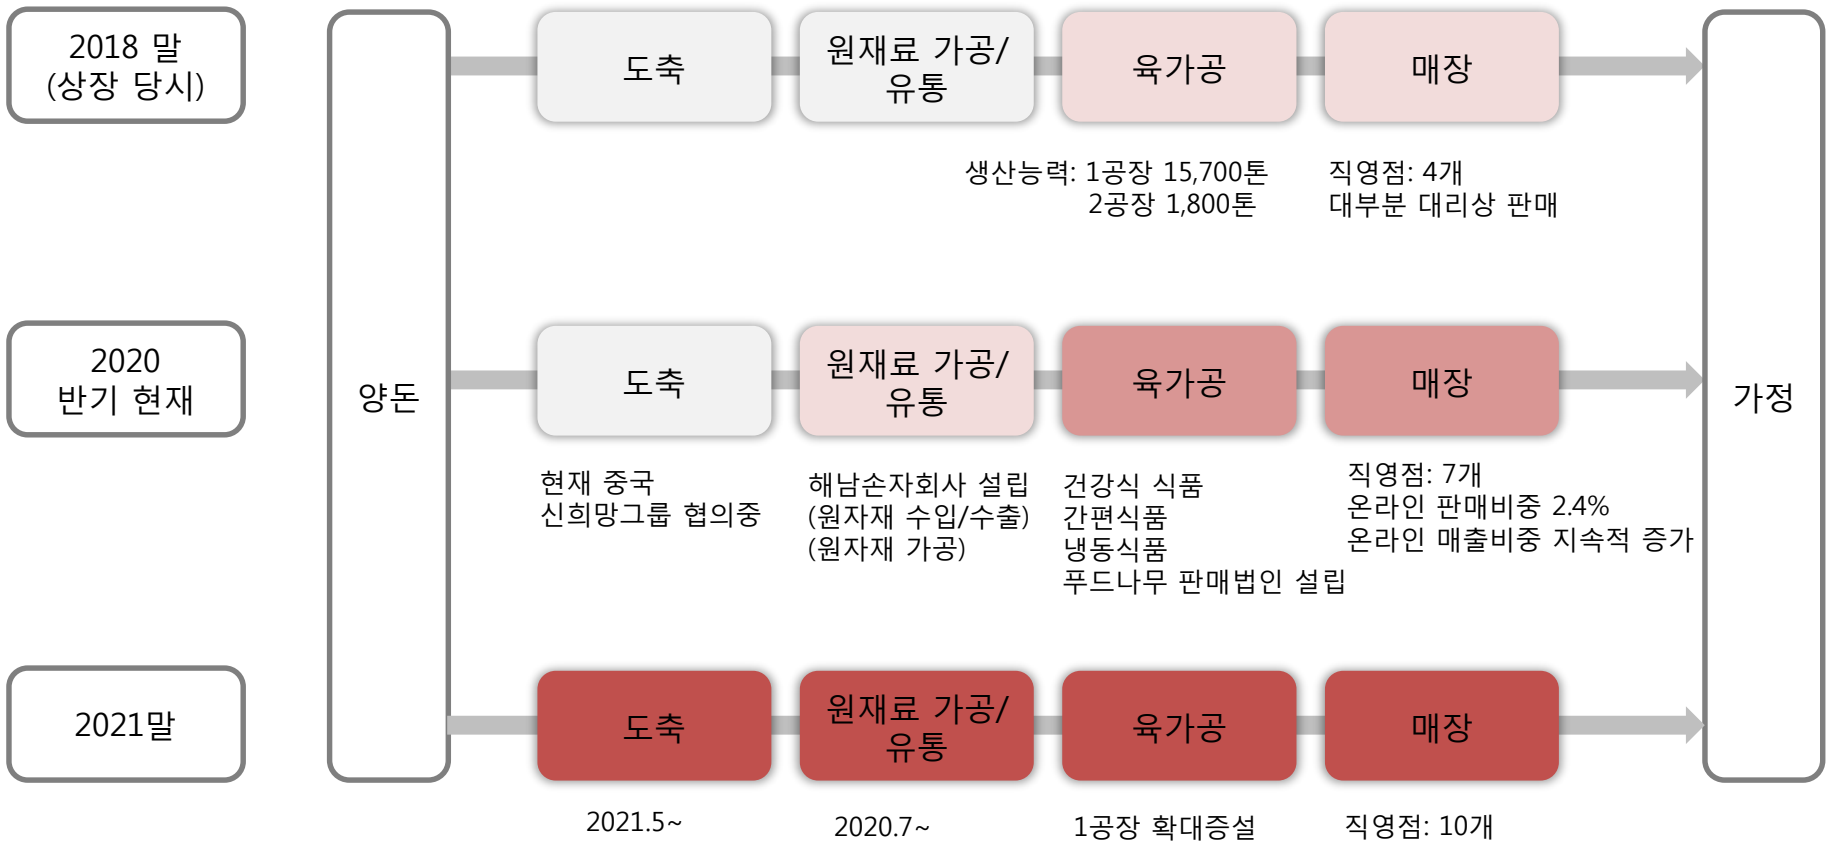 2018 말
(상장 당시)
도축
원재료 가공/
유통
육가공
매장
생산능력: 1공장 15,700톤
2공장 1,800톤
직영점: 4개
대부분 대리상 판매
2020
반기 현재
양돈
도축
원재료 가공/
유통
육가공
매장
가정
현재 중국
신희망그룹 협의중
해남손자회사 설립
(원자재 수입/수출)
(원자재 가공)
건강식 식품
간편식품
냉동식품
푸드나무 판매법인 설립
직영점: 7개
온라인 판매비중 2.4%
온라인 매출비중 지속적 증가
2021말
도축
원재료 가공/
유통
육가공
매장
2021.5~
2020.7~
1공장 확대증설
직영점: 10개